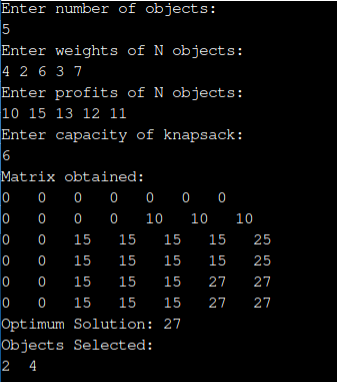 Enter number of objects:
5
Enter weights of N objects:
4 2 6 3 7
Enter profits of N objects:
10 15 13 12 11
Enter capacity of knapsack:
6
Matrix obtained:
0 0 0 0 0 0 0
0 0 0 0 10 10 10
0 0 15 15 15 15 25
0 0 15 15 15 15 25
0 0 15 15 15 27 27
0 0 15 15 15 27 27
Optimum Solution: 27
Objects Selected:
2 4